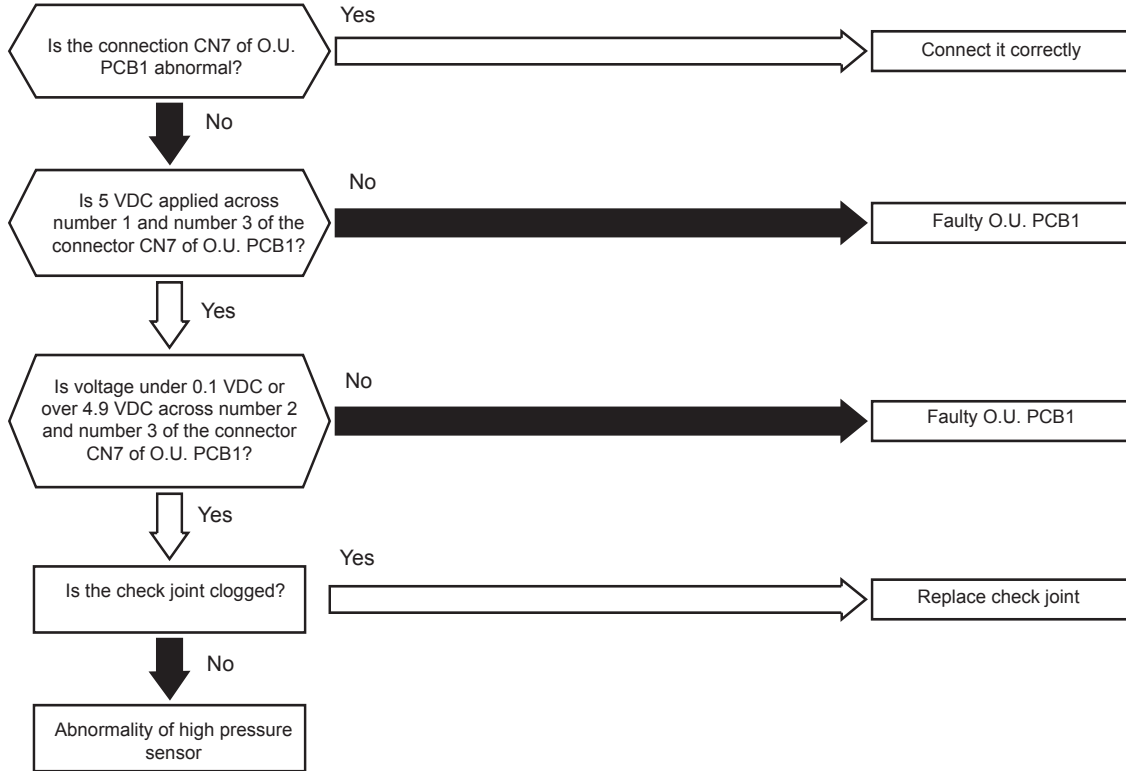 Yes
Is the connection CN7 of O.U.
PCB1 abnormal?
Connect it correctly
No
Is 5 VDC applied across
number 1 and number 3 of the
connector CN7 of O.U. PCB1?
No
Faulty O.U. PCB1
Yes
Is voltage under 0.1 VDC or
over 4.9 VDC across number 2
and number 3 of the connector
CN7 of O.U. PCB1?
No
Faulty O.U. PCB1
Yes
Is the check joint clogged?
Yes
Replace check joint
No
Abnormality of high pressure
sensor